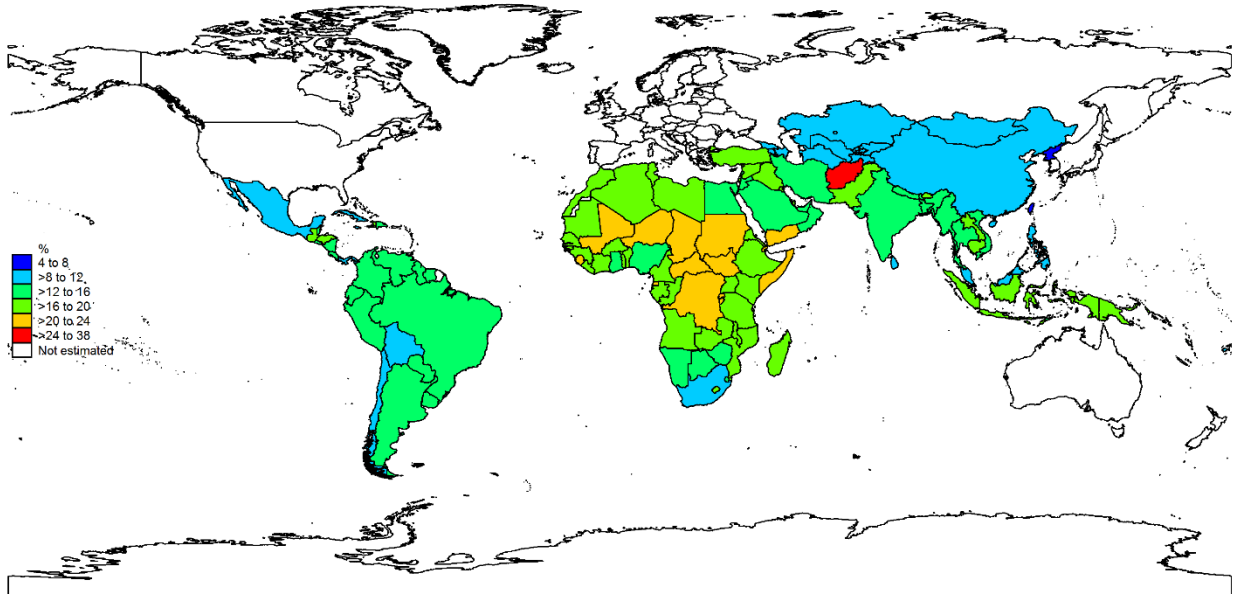 %
4 to 8
>8 to 12
>12 to 16
>16 to 20
>20 to 24
>24 to 38
Not estimated